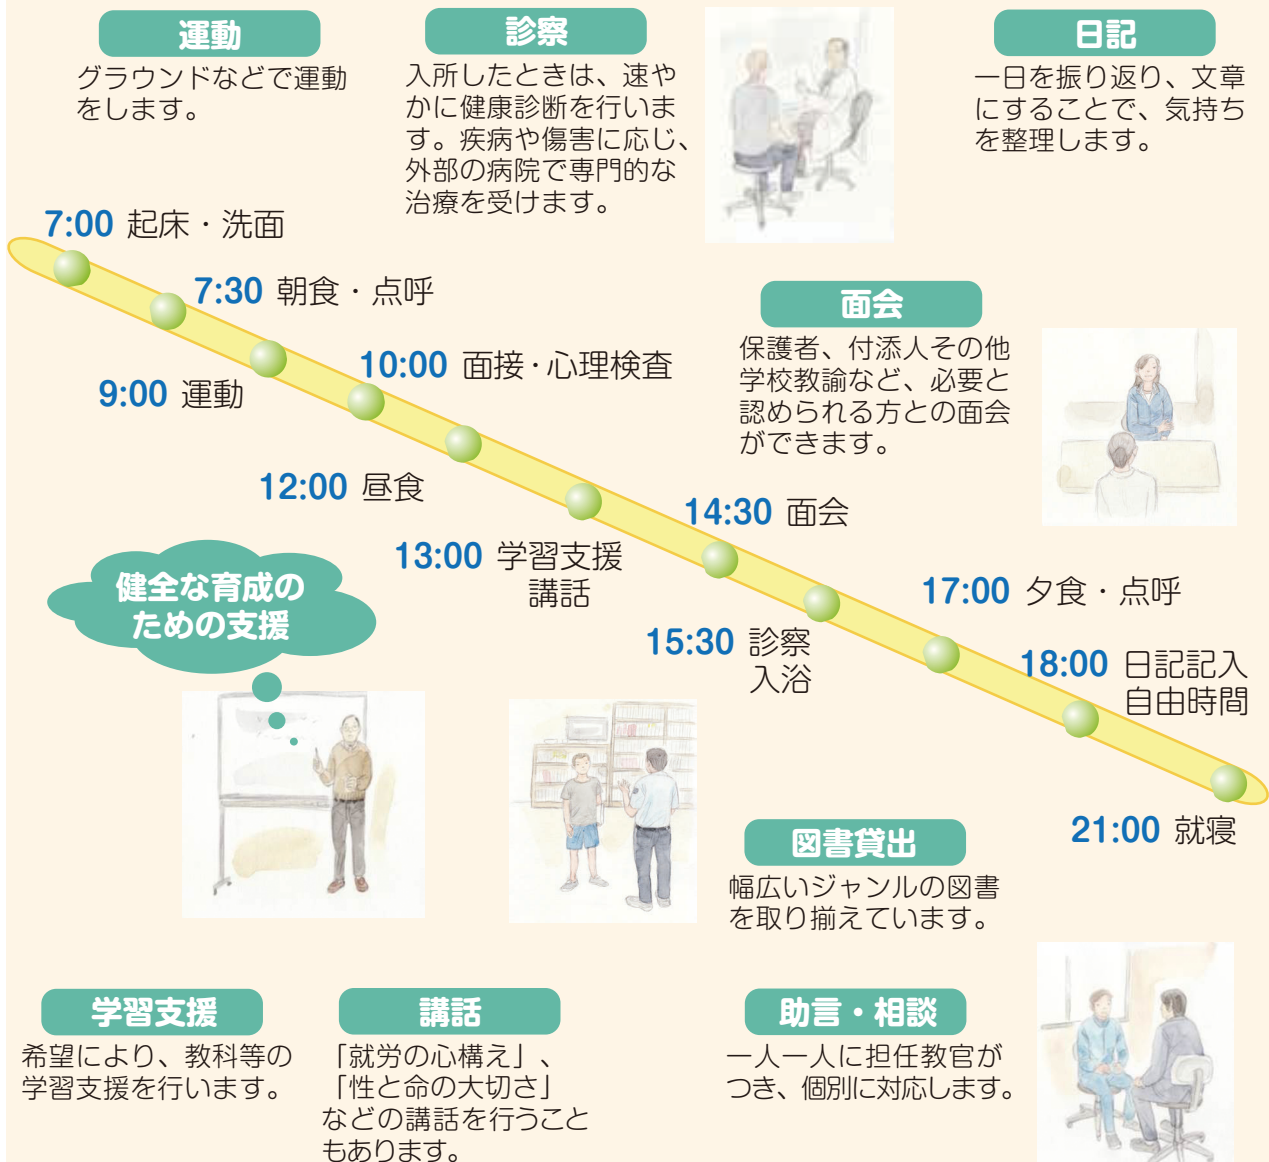 運動
グラウンドなどで運動
をします。
診察
入所したときは、速や
かに健康診断を行いま
す。疾病や傷害に応じ、
外部の病院で専門的な
治療を受けます。
日記
一日を振り返り、文章
にすることで、気持ち
を整理します。
7:00 起床・洗面
7:30 朝食・点呼
9:00 運動
10:00 面接・心理検査
面会
保護者、付添人その他
学校教諭など、必要と
認められる方との面会
ができます。
12:00 昼食
13:00 学習支援
講話
14:30 面会
15:30 診察
入浴
17:00 夕食・点呼
18:00 日記記入
自由時間
21:00 就寝
健全な育成の
ための支援
図書貸出
幅広いジャンルの図書
を取り揃えています。
学習支援
希望により、教科等の
学習支援を行います。
講話
「就労の心構え」、
「性と命の大切さ」
などの講話を行うこと
もあります。
助言・相談
一人一人に担任教官が
つき、個別に対応します。